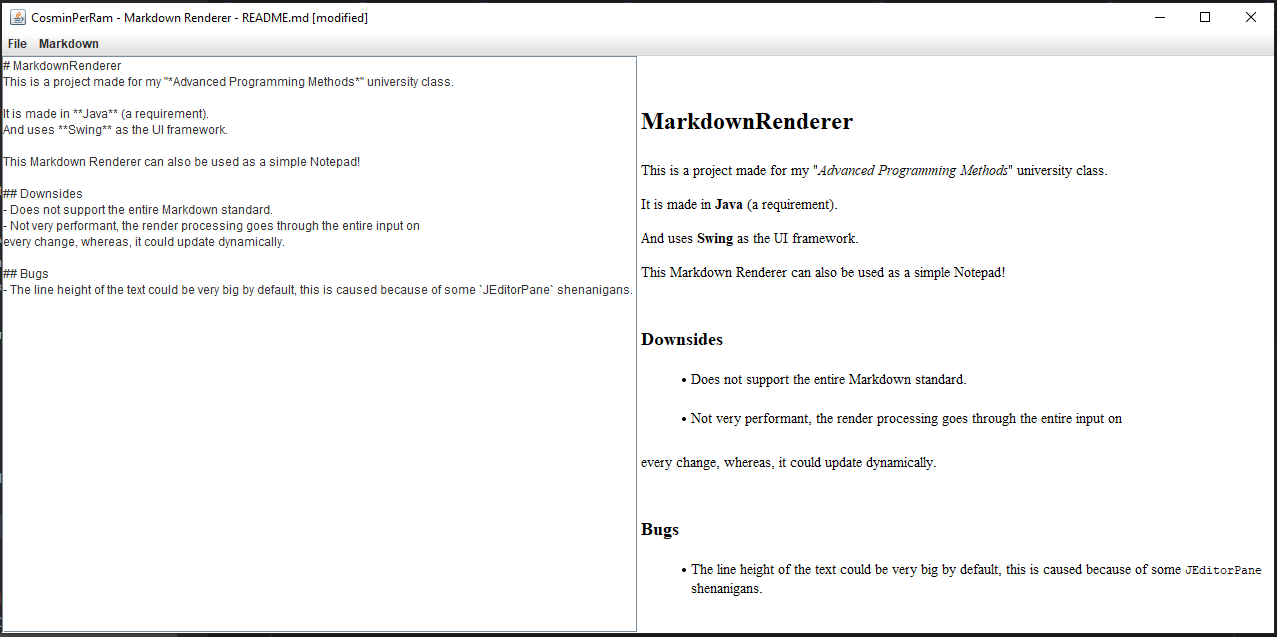 CosminPerRam - Markdown Renderer - README.md [modified]
File Markdown
# MarkdownRenderer
This is a project made for my "*Advanced Programming Methods*" university class.
It is made in **Java** (a requirement).
And uses **Swing** as the UI framework.
This Markdown Renderer can also be used as a simple Notepad!
## Downsides
- Does not support the entire Markdown standard.
- Not very performant, the render processing goes through the entire input on
every change, whereas, it could update dynamically.
## Bugs
- The line height of the text could be very big by default, this is caused because of some `JEditorPane` shenanigans.
MarkdownRenderer
This is a project made for my "Advanced Programming Methods" university class.
It is made in Java (a requirement).
And uses Swing as the UI framework.
This Markdown Renderer can also be used as a simple Notepad!
Downsides
• Does not support the entire Markdown standard.
• Not very performant, the render processing goes through the entire input on
every change, whereas, it could update dynamically.
Bugs
• The line height of the text could be very big by default, this is caused because of some JEditorPane
shenanigans.